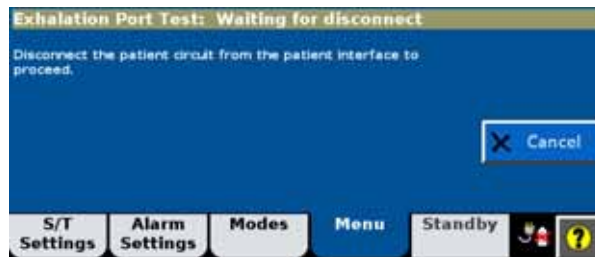 Exhalation Port Test: Waiting for disconnect
Disconnect the patient circuit from the patient interface to
proceed.
Cancel
S/T Settings
Alarm Settings
Modes
Menu
Standby
?